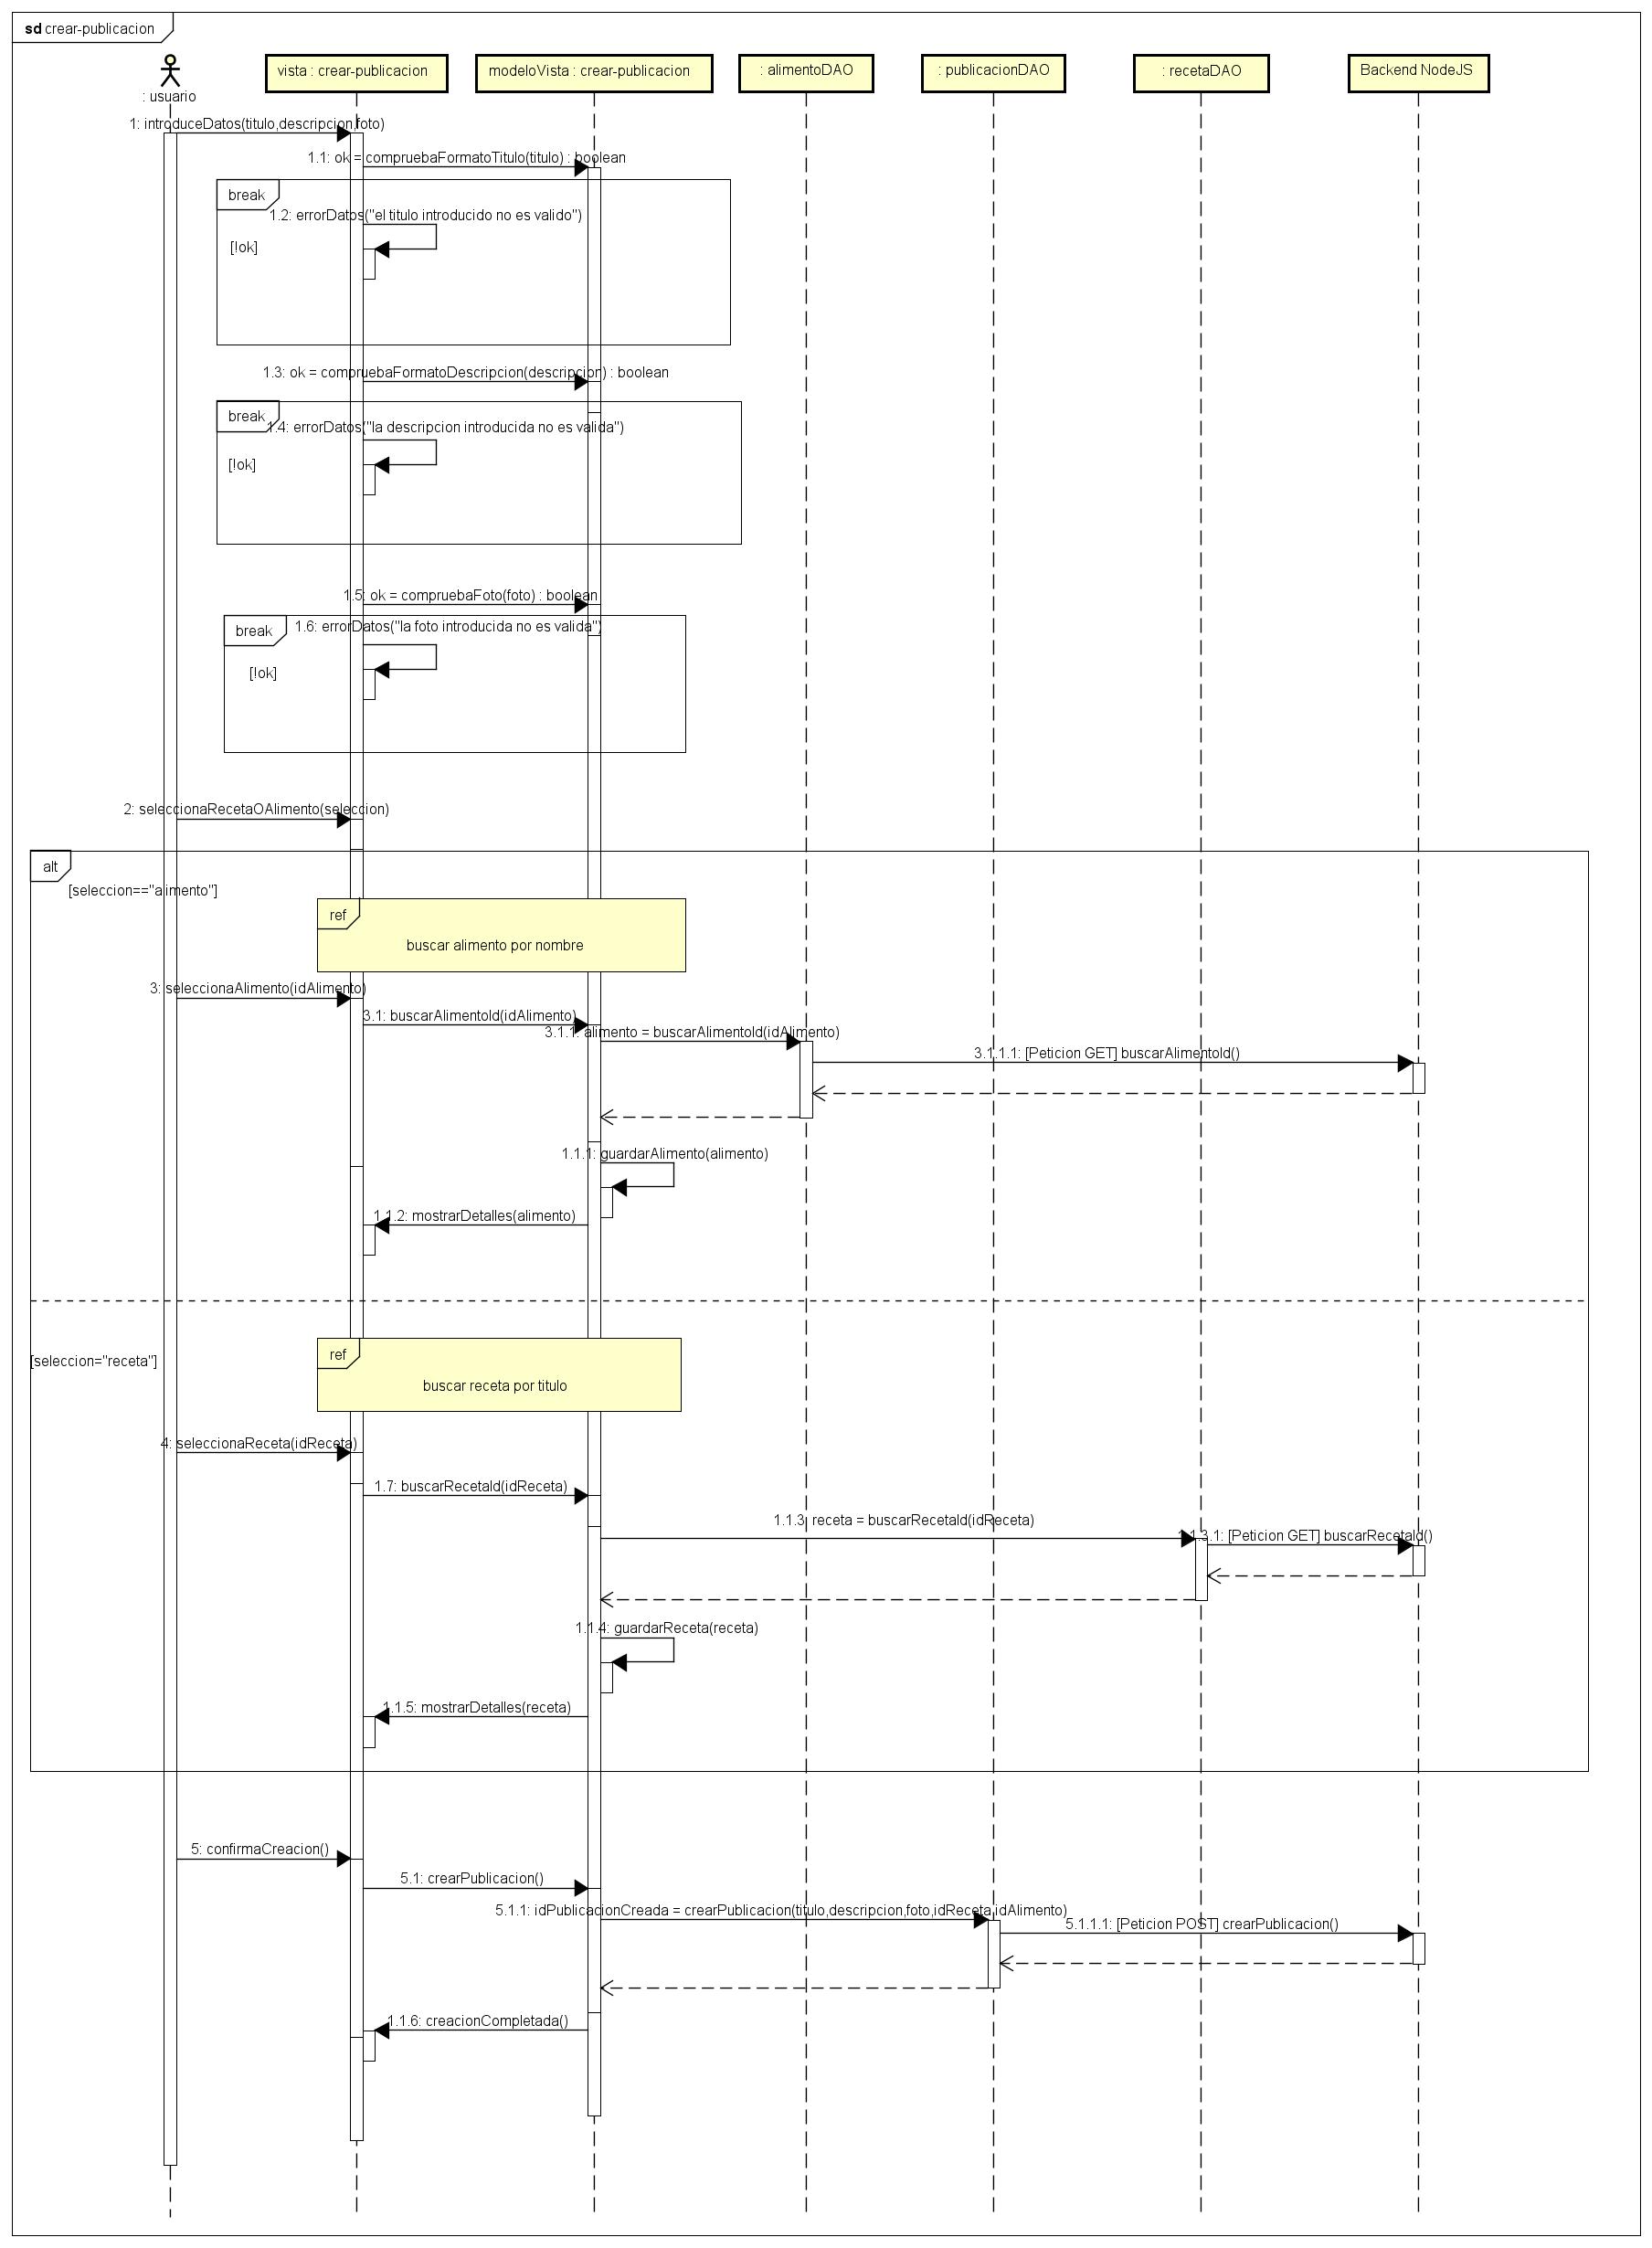 sd crear-publicacion
: usuario
vista : crear-publicacion
modeloVista : crear-publicacion
: alimentoDAO
: publicacionDAO
: recetaDAO
Backend NodeJS
1: introduceDatos(titulo,descripcion,foto)
1.1: ok = compruebaFormatoTitulo(titulo) : boolean
break
1.2: errorDatos("el titulo introducido no es valido")
[!ok]
1.3: ok = compruebaFormatoDescripcion(descripcion) : boolean
break
1.4: errorDatos("la descripcion introducida no es valida")
[!ok]
1.5: ok = compruebaFoto(foto) : boolean
break
1.6: errorDatos("la foto introducida no es valida")
[!ok]
2: seleccionaRecetaOAlimento(seleccion)
alt
[seleccion=="alimento"]
ref
buscar alimento por nombre
3: seleccionaAlimento(idAlimento)
3.1: buscarAlimentoId(idAlimento)
3.1.1: alimento = buscarAlimentoId(idAlimento)
3.1.1.1: [Peticion GET] buscarAlimentoId()
1.1.1: guardarAlimento(alimento)
1.1.2: mostrarDetalles(alimento)
[seleccion="receta"]
ref
buscar receta por titulo
4: seleccionaReceta(idReceta)
1.7: buscarRecetaId(idReceta)
1.1.3: receta = buscarRecetaId(idReceta)
1.1.3.1: [Peticion GET] buscarRecetaId()
1.1.4: guardarReceta(receta)
1.1.5: mostrarDetalles(receta)
5: confirmaCreacion()
5.1: crearPublicacion()
5.1.1: idPublicacionCreada = crearPublicacion(titulo,descripcion,foto,idReceta,idAlimento)
5.1.1.1: [Peticion POST] crearPublicacion()
1.1.6: creacionCompletada()